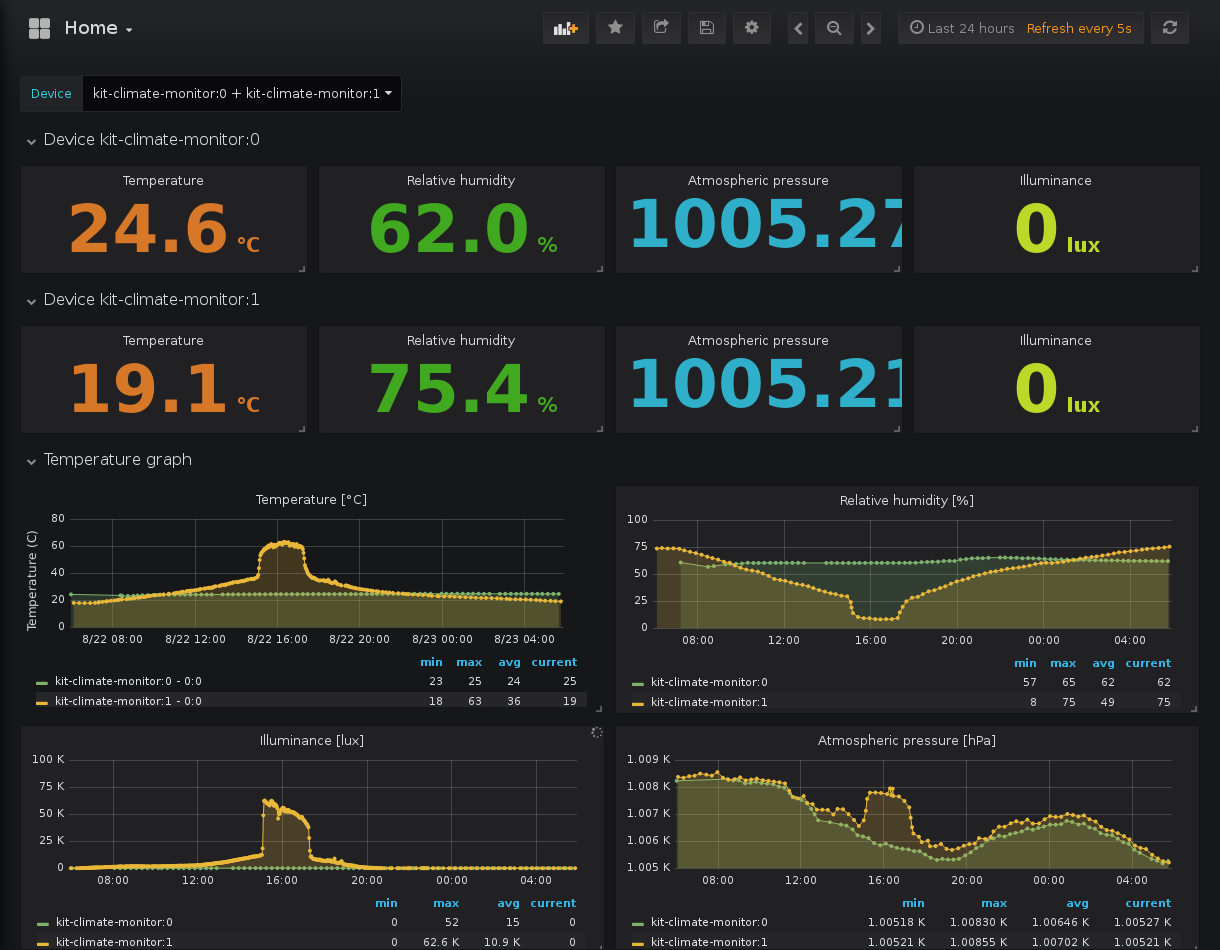 Home
Last 24 hours Refresh every 5s
Device kit-climate-monitor:0 + kit-climate-monitor:1
Device kit-climate-monitor:0
Temperature Relative humidity Atmospheric pressure Illuminance
24.6 °C 62.0 % 1005.27 0 lux
Device kit-climate-monitor:1
Temperature Relative humidity Atmospheric pressure Illuminance
19.1 °C 75.4 % 1005.21 0 lux
Temperature graph
Temperature [°C]
Temperature (C)
80
60
40
20
0
8/22 08:00 8/22 12:00 8/22 16:00 8/22 20:00 8/23 00:00 8/23 04:00
min max avg current
kit-climate-monitor:0 - 0:0 23 25 24 25
kit-climate-monitor:1 - 0:0 18 63 36 19
Relative humidity [%]
100
75
50
25
0
08:00 12:00 16:00 20:00 00:00 04:00
min max avg current
kit-climate-monitor:0 57 65 62 62
kit-climate-monitor:1 8 75 49 75
Illuminance [lux]
100 K
75 K
50 K
25 K
0
08:00 12:00 16:00 20:00 00:00 04:00
min max avg current
kit-climate-monitor:0 0 52 15 0
kit-climate-monitor:1 0 62.6 K 10.9 K 0
Atmospheric pressure [hPa]
1.009 K
1.008 K
1.007 K
1.006 K
1.005 K
08:00 12:00 16:00 20:00 00:00 04:00
min max avg current
kit-climate-monitor:0 1.00518 K 1.00830 K 1.00646 K 1.00527 K
kit-climate-monitor:1 1.00521 K 1.00855 K 1.00702 K 1.00521 K